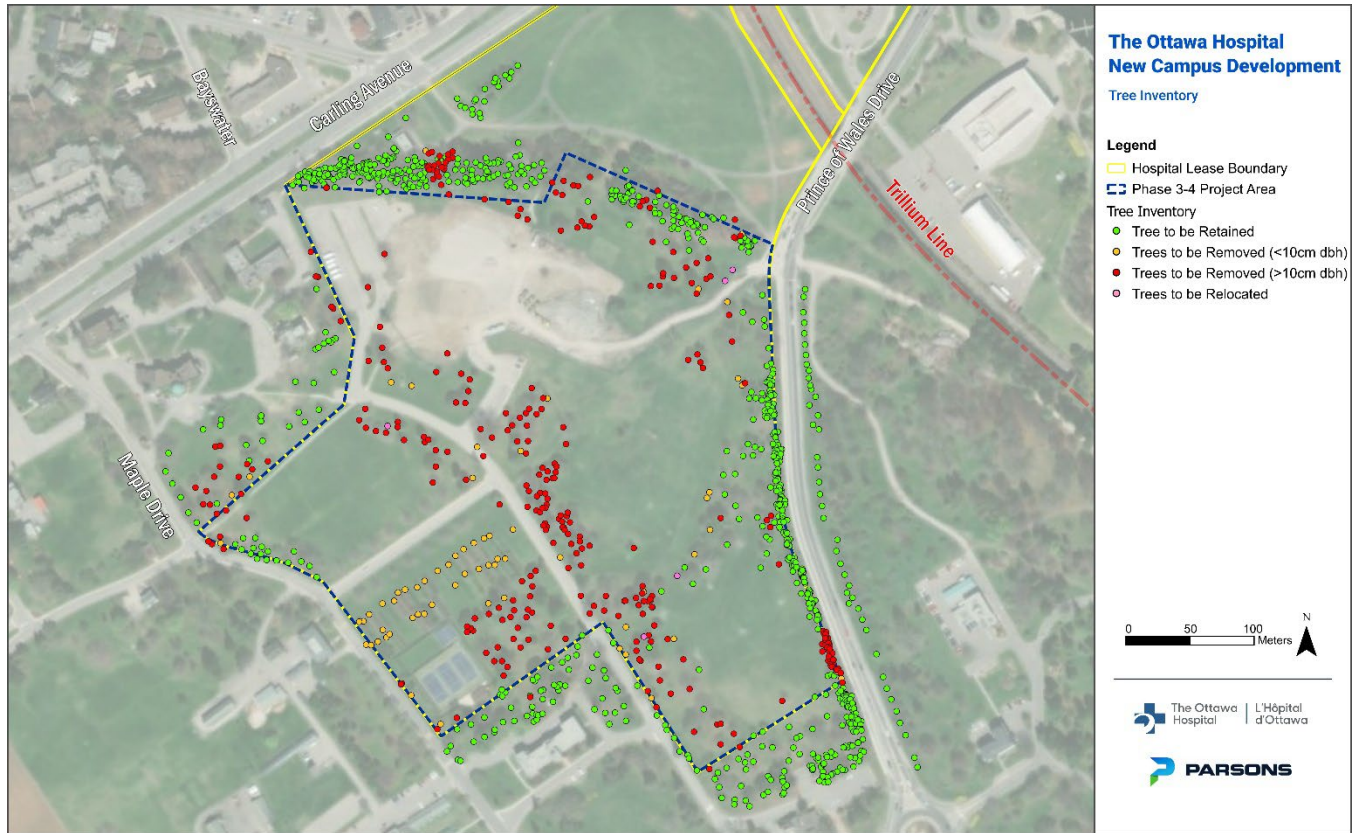 Bayswater
Carling Avenue
Prince of Wales Drive
Trillium Line
Maple Drive
The Ottawa Hospital
New Campus Development
Tree Inventory
Legend
Hospital Lease Boundary
Phase 3-4 Project Area
Tree Inventory
Tree to be Retained
Trees to be Removed (<10cm dbh)
Trees to be Removed (>10cm dbh)
Trees to be Relocated
0 50 100
Meters
N
The Ottawa L'Hôpital
Hospital d'Ottawa
PARSONS